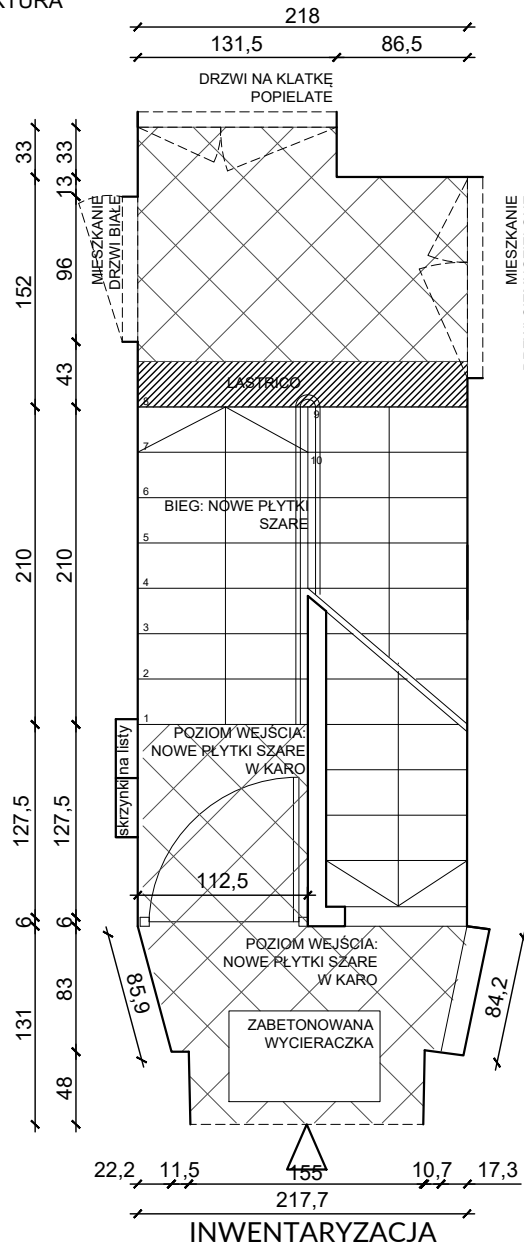 KTURA
218
131,5 86,5
DRZWI NA KLATKĘ
POPIELATE
33 33
13
MIESZKANIE
DRZWI BIAŁE
MIESZKANIE
152 96
43
LASTRICO
8 9
7 10
6
BIEG: NOWE PŁYTKI
SZARE
5
210 210
4
3
2
1
POZIOM WEJŚCIA:
NOWE PŁYTKI SZARE
W KARO
skrzynki na listy
127,5 127,5
112,5
6 6
POZIOM WEJŚCIA:
NOWE PŁYTKI SZARE
W KARO
85,9 84,2
83
131
ZABETONOWANA
WYCIERACZKA
48
22,2 11,5 155 10,7 17,3
217,7
INWENTARYZACJA